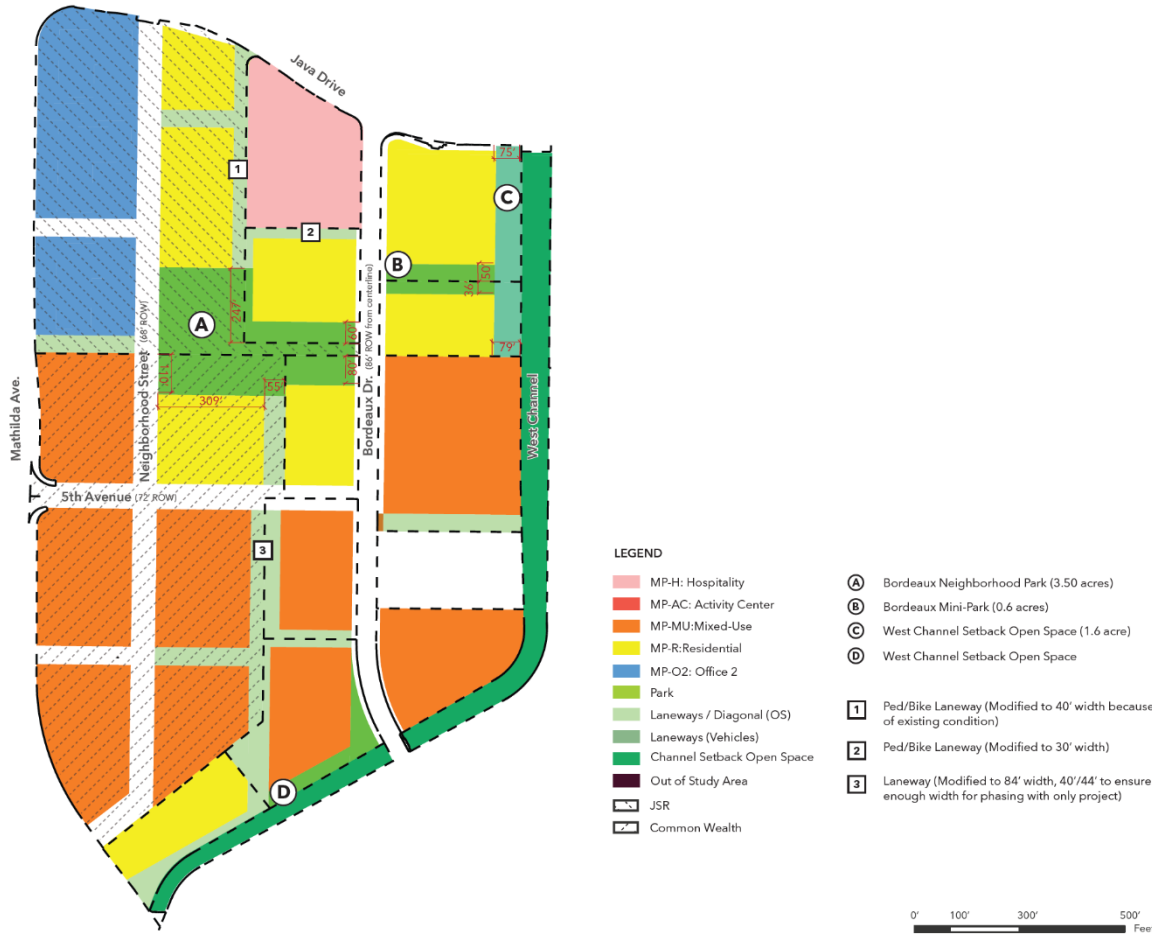 Java Drive
75'
1
C
2
B
50'
36'
247'
A
60'
Neighborhood Street (68' ROW)
Bordeaux Dr. (86' ROW from centerline)
79'
110'
80'
55'
309'
Mathilda Ave.
West Channel
5th Avenue (72' ROW)
3
D
LEGEND
MP-H: Hospitality
MP-AC: Activity Center
MP-MU:Mixed-Use
MP-R:Residential
MP-O2: Office 2
Park
Laneways / Diagonal (OS)
Laneways (Vehicles)
Channel Setback Open Space
Out of Study Area
JSR
Common Wealth
A Bordeaux Neighborhood Park (3.50 acres)
B Bordeaux Mini-Park (0.6 acres)
C West Channel Setback Open Space (1.6 acre)
D West Channel Setback Open Space
1 Ped/Bike Laneway (Modified to 40' width because
of existing condition)
2 Ped/Bike Laneway (Modified to 30' width)
3 Laneway (Modified to 84' width, 40'/44' to ensure
enough width for phasing with only project)
0' 100' 300' 500'
Feet